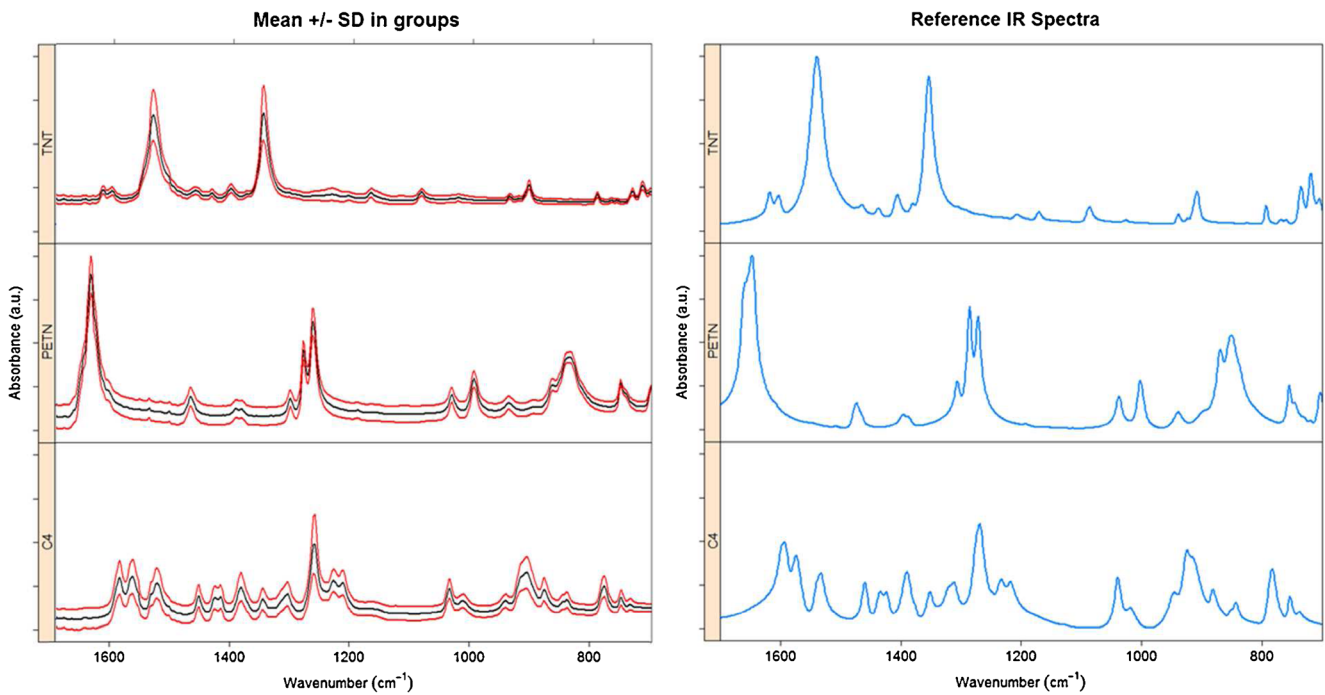 Mean +/- SD in groups
Reference IR Spectra
TNT
PETN
C4
Absorbance (a.u.)
1600 1400 1200 1000 800
Wavenumber (cm⁻¹)
TNT
PETN
C4
Absorbance (a.u.)
1600 1400 1200 1000 800
Wavenumber (cm⁻¹)